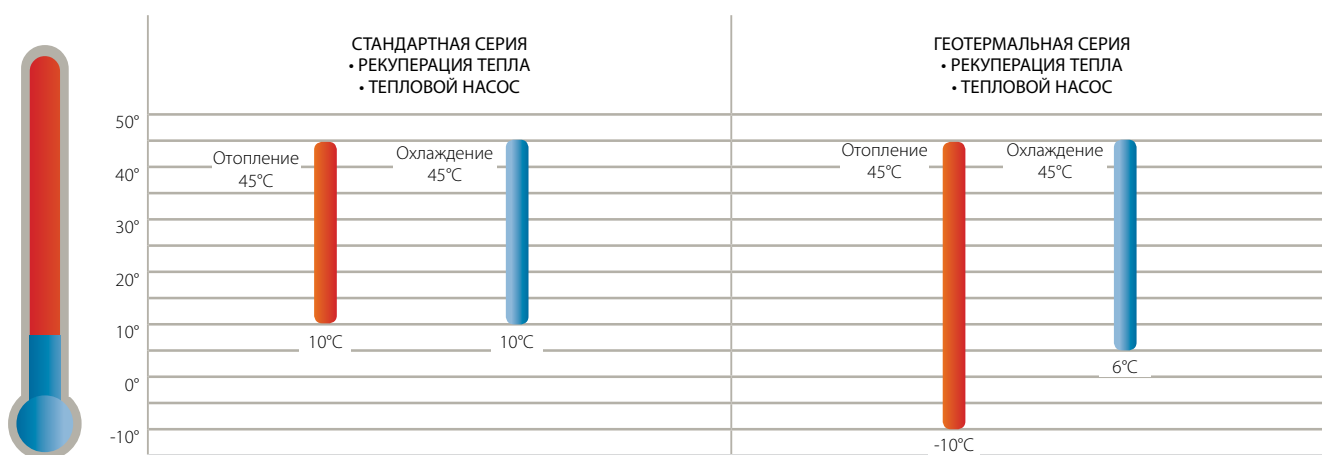 СТАНДАРТНАЯ СЕРИЯ
• РЕКУПЕРАЦИЯ ТЕПЛА
• ТЕПЛОВОЙ НАСОС
ГЕОТЕРМАЛЬНАЯ СЕРИЯ
• РЕКУПЕРАЦИЯ ТЕПЛА
• ТЕПЛОВОЙ НАСОС
50°
40°
30°
20°
10°
0°
-10°
Отопление
45°C
Охлаждение
45°C
10°C
10°C
Отопление
45°C
Охлаждение
45°C
-10°C
6°C